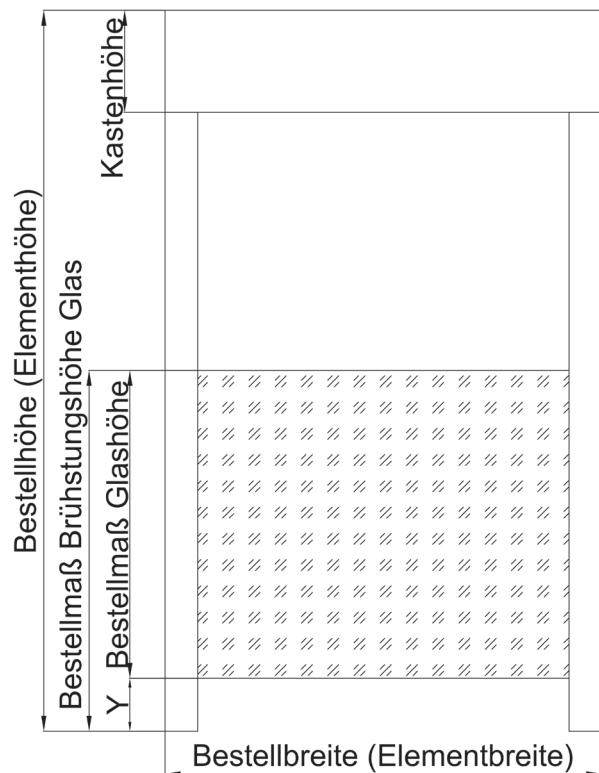 Kastenhöhe
Bestellhöhe (Elementhöhe)
Bestellmaß Brühstungshöhe Glas
Bestellmaß Glashöhe
Y
Bestellbreite (Elementbreite)